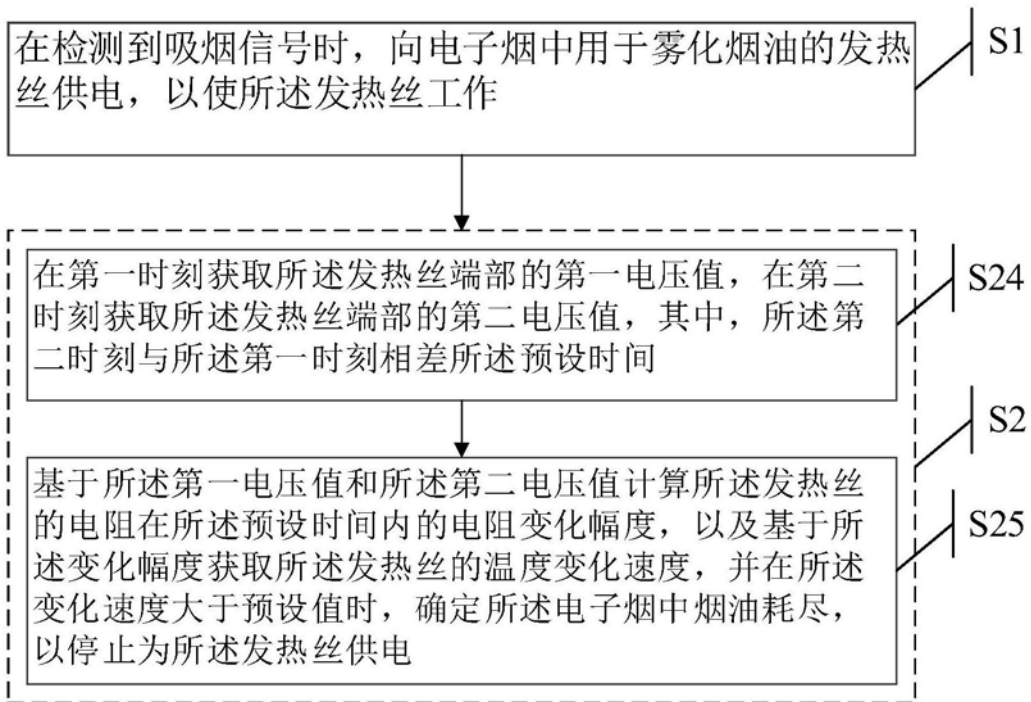 在检测到吸烟信号时，向电子烟中用于雾化烟油的发热
丝供电，以使所述发热丝工作
S1
在第一时刻获取所述发热丝端部的第一电压值，在第二
时刻获取所述发热丝端部的第二电压值，其中，所述第
二时刻与所述第一时刻相差所述预设时间
S24
S2
基于所述第一电压值和所述第二电压值计算所述发热丝
的电阻在所述预设时间内的电阻变化幅度，以及基于所
述变化幅度获取所述发热丝的温度变化速度，并在所述
变化速度大于预设值时，确定所述电子烟中烟油耗尽，
以停止为所述发热丝供电
S25